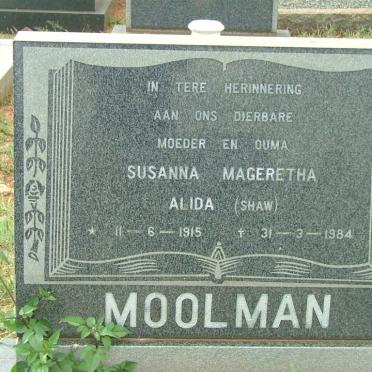 IN TERE HERINNERING
AAN ONS DIERBARE
MOEDER EN OUMA
SUSANNA MAGERETHA
ALIDA (SHAW)
* 11-6-1915 ✝ 31-3-1984
MOOLMAN